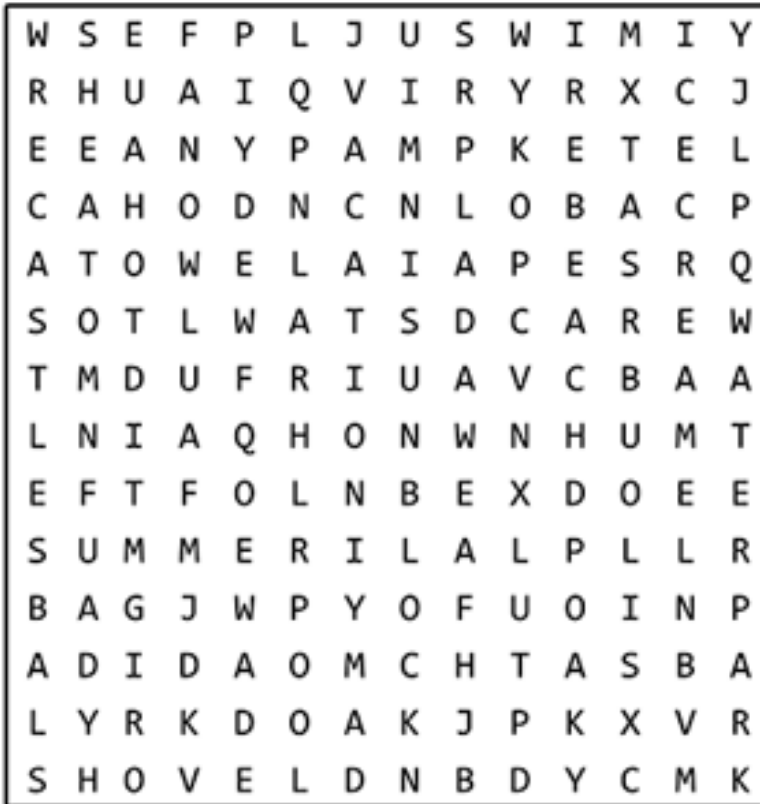 W S E F P L J U S W I M I Y
R H U A I Q V I R Y R X C J
E E A N Y P A M P K E T E L
C A H O D N C N L O B A C P
A T O W E L A I A P E S R Q
S O T L W A T S D C A R E W
T M D U F R I U A V C B A A
L N I A Q H O N W N H U M T
E F T F O L N B E X D O E E
S U M M E R I L A L P L L R
B A G J W P Y O F U O I N P
A D I D A O M C H T A S B A
L Y R K D O A K J P K X V R
S H O V E L D N B D Y C M K